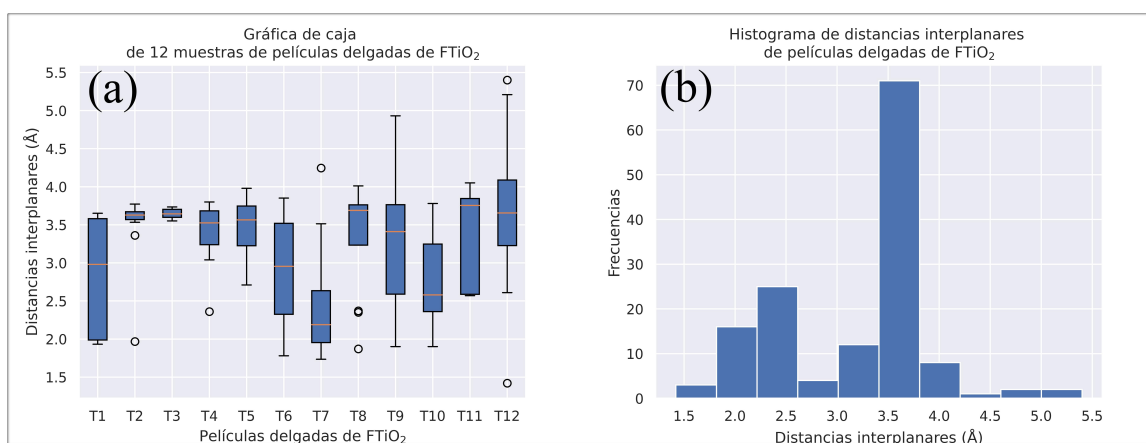 Gráfica de caja
de 12 muestras de películas delgadas de FTiO₂
(a)
Distancias interplanares (Å)
5.5
5.0
4.5
4.0
3.5
3.0
2.5
2.0
1.5
T1 T2 T3 T4 T5 T6 T7 T8 T9 T10 T11 T12
Películas delgadas de FTiO₂
Histograma de distancias interplanares
de películas delgadas de FTiO₂
(b)
Frecuencias
70
60
50
40
30
20
10
0
1.5 2.0 2.5 3.0 3.5 4.0 4.5 5.0 5.5
Distancias interplanares (Å)